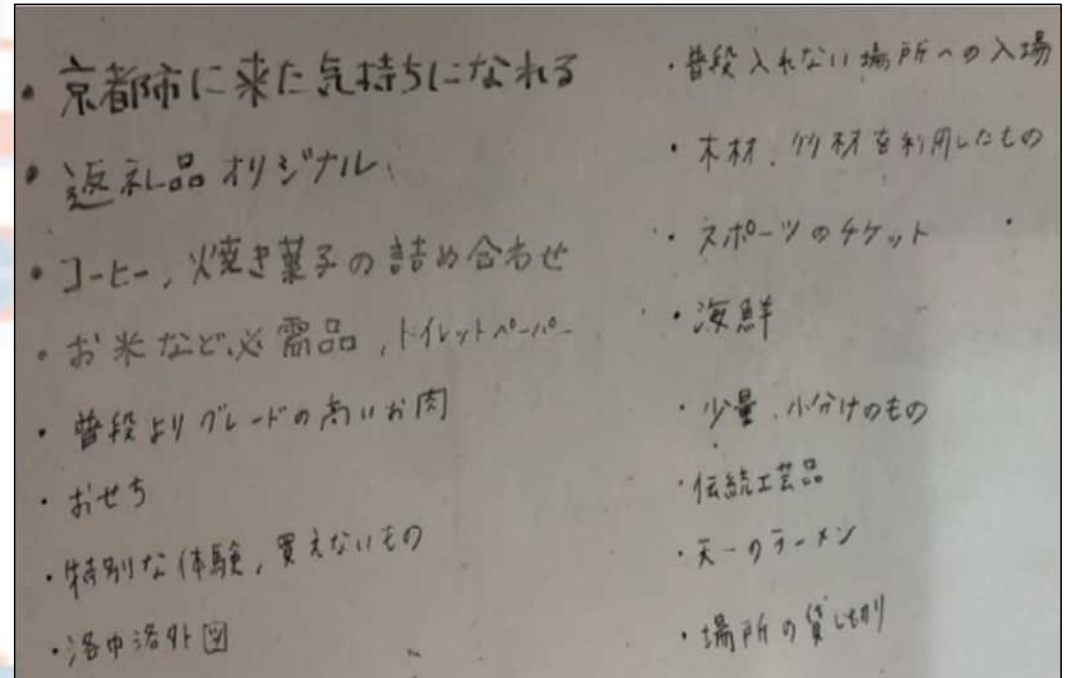 ・京都市に来た気持ちになれる
・返礼品オリジナル、
・コーヒー、焼き菓子の詰め合わせ
・お米など、必需品、トイレットペーパー
・普段よりグレードの高いお肉
・おせち
・特別な体験、買えないもの
・洛中洛外図
・普段入れない場所への入場
・木材、竹材を利用したもの
・スポーツのチケット
・海鮮
・少量、小分けのもの
・伝統工芸品
・天一のラーメン
・場所の貸し切り